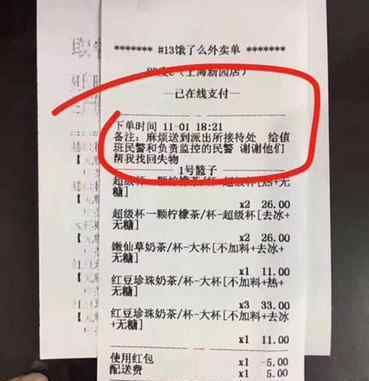 ******* #13饿了么外卖单 *******
(上海新园店)
—已在线支付—
下单时间 11-01 18:21
备注: 麻烦送到派出所接待处 给值
班民警和负责监控的民警 谢谢他们
帮我找回失物
1号篮子
超级杯一颗柠檬茶/杯-超级杯[去冰+无
糖]
x2 26.00
超级杯一颗柠檬茶/杯-超级杯[去冰+
无糖]
x2 26.00
嫩仙草奶茶/杯-大杯[不加料+去冰+
无糖]
x1 11.00
红豆珍珠奶茶/杯-大杯[不加料+热+
无糖]
x3 33.00
红豆珍珠奶茶/杯-大杯[不加料+去冰
+无糖]
x1 11.00
使用红包 x1 -5.00
配送费 x1 5.00